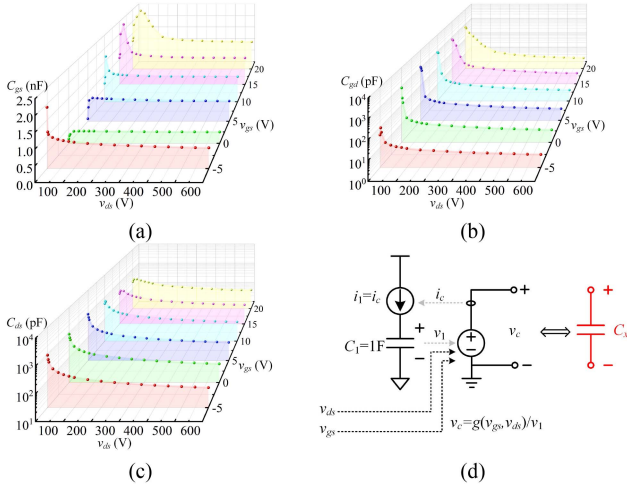 C_gs (nF)
2.5
2.0
1.5
1.0
0.5
0.0
100 200 300 400 500 600
v_ds (V)
-5 0 5 10 15 20
v_gs (V)
(a)
C_gd (pF)
10^4
10^3
10^2
10^1
10^0
100 200 300 400 500 600
v_ds (V)
-5 0 5 10 15 20
v_gs (V)
(b)
C_ds (pF)
10^4
10^3
10^2
10^1
100 200 300 400 500 600
v_ds (V)
-5 0 5 10 15 20
v_gs (V)
(c)
i_1=i_c
i_c
+
C_1=1F
v_1
+
−
−
+
v_c
−
+
C_x
−
v_ds
v_gs
v_c=g(v_gs,v_ds)/v_1
(d)